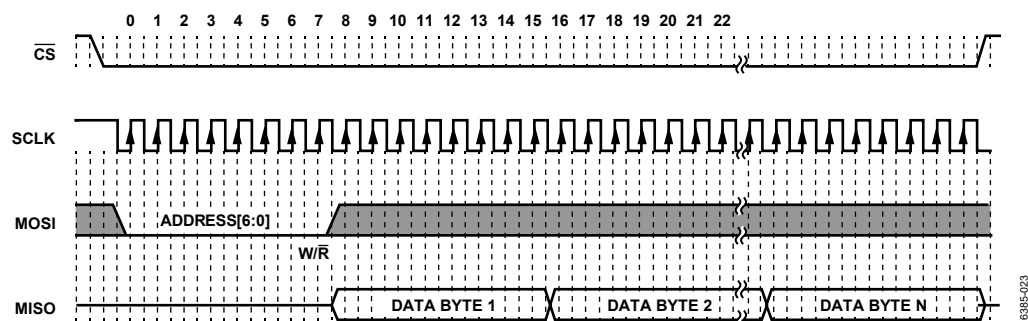 0 1 2 3 4 5 6 7 8 9 10 11 12 13 14 15 16 17 18 19 20 21 22
C̅S̅
SCLK
MOSI
ADDRESS[6:0]
W/R̅
MISO
DATA BYTE 1
DATA BYTE 2
DATA BYTE N
6385-023